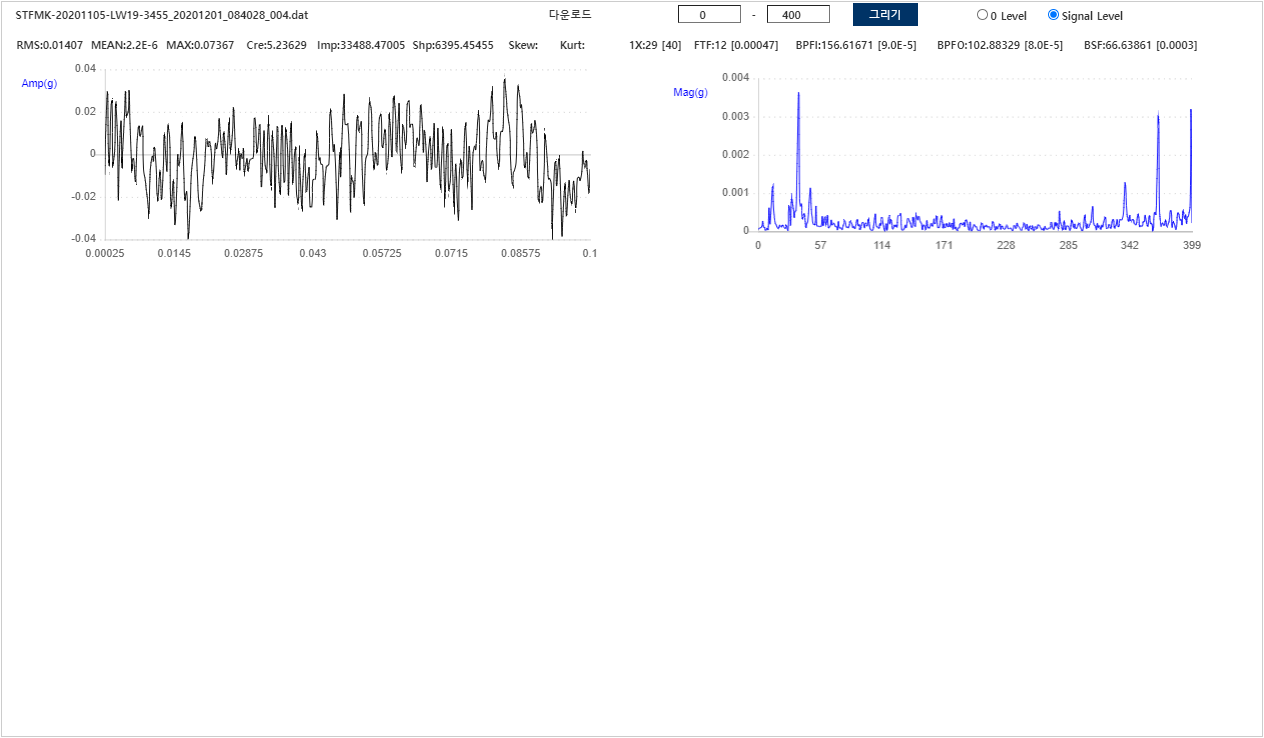 STFMK-20201105-LW19-3455_20201201_084028_004.dat 다운로드 0 - 400 그리기 0 Level Signal Level
RMS:0.01407 MEAN:2.2E-6 MAX:0.07367 Cre:5.23629 Imp:33488.47005 Shp:6395.45455 Skew: Kurt: 1X:29 [40] FTF:12 [0.00047] BPFI:156.61671 [9.0E-5] BPFO:102.88329 [8.0E-5] BSF:66.63861 [0.0003]
Amp(g)
0.04
0.02
0
-0.02
-0.04
0.00025 0.0145 0.02875 0.043 0.05725 0.0715 0.08575 0.1
Mag(g)
0.004
0.003
0.002
0.001
0
0 57 114 171 228 285 342 399